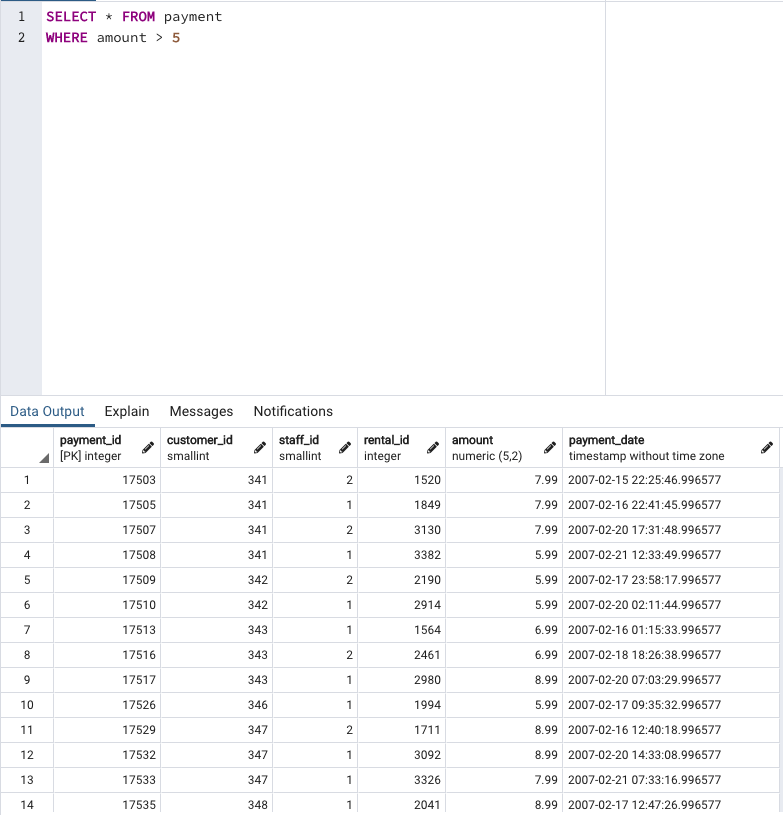 1 SELECT * FROM payment
2 WHERE amount > 5
Data Output Explain Messages Notifications
payment_id customer_id staff_id rental_id amount payment_date
[PK] integer smallint smallint integer numeric (5,2) timestamp without time zone
1 17503 341 2 1520 7.99 2007-02-15 22:25:46.996577
2 17505 341 1 1849 7.99 2007-02-16 22:41:45.996577
3 17507 341 2 3130 7.99 2007-02-20 17:31:48.996577
4 17508 341 1 3382 5.99 2007-02-21 12:33:49.996577
5 17509 342 2 2190 5.99 2007-02-17 23:58:17.996577
6 17510 342 1 2914 5.99 2007-02-20 02:11:44.996577
7 17513 343 1 1564 6.99 2007-02-16 01:15:33.996577
8 17516 343 2 2461 6.99 2007-02-18 18:26:38.996577
9 17517 343 1 2980 8.99 2007-02-20 07:03:29.996577
10 17526 346 1 1994 5.99 2007-02-17 09:35:32.996577
11 17529 347 2 1711 8.99 2007-02-16 12:40:18.996577
12 17532 347 1 3092 8.99 2007-02-20 14:33:08.996577
13 17533 347 1 3326 7.99 2007-02-21 07:33:16.996577
14 17535 348 1 2041 8.99 2007-02-17 12:47:26.996577